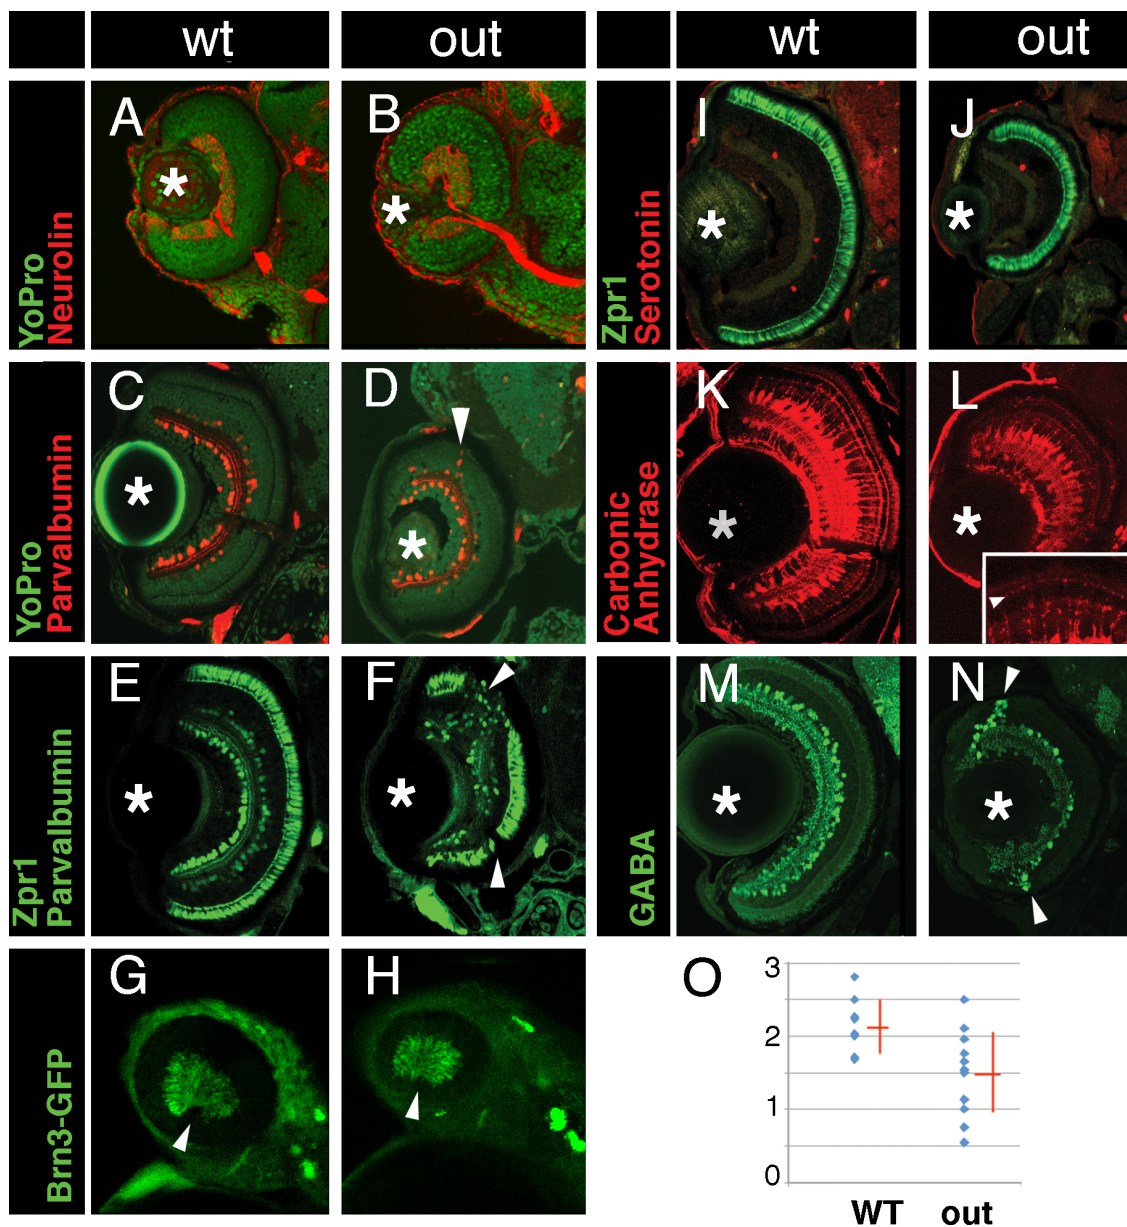 wt
out
wt
out
YoPro
Neurolin
A
B
Zpr1
Serotonin
I
J
YoPro
Parvalbumin
C
D
Carbonic
Anhydrase
K
L
Zpr1
Parvalbumin
E
F
GABA
M
N
Brn3-GFP
G
H
O
3
2
1
0
WT
out